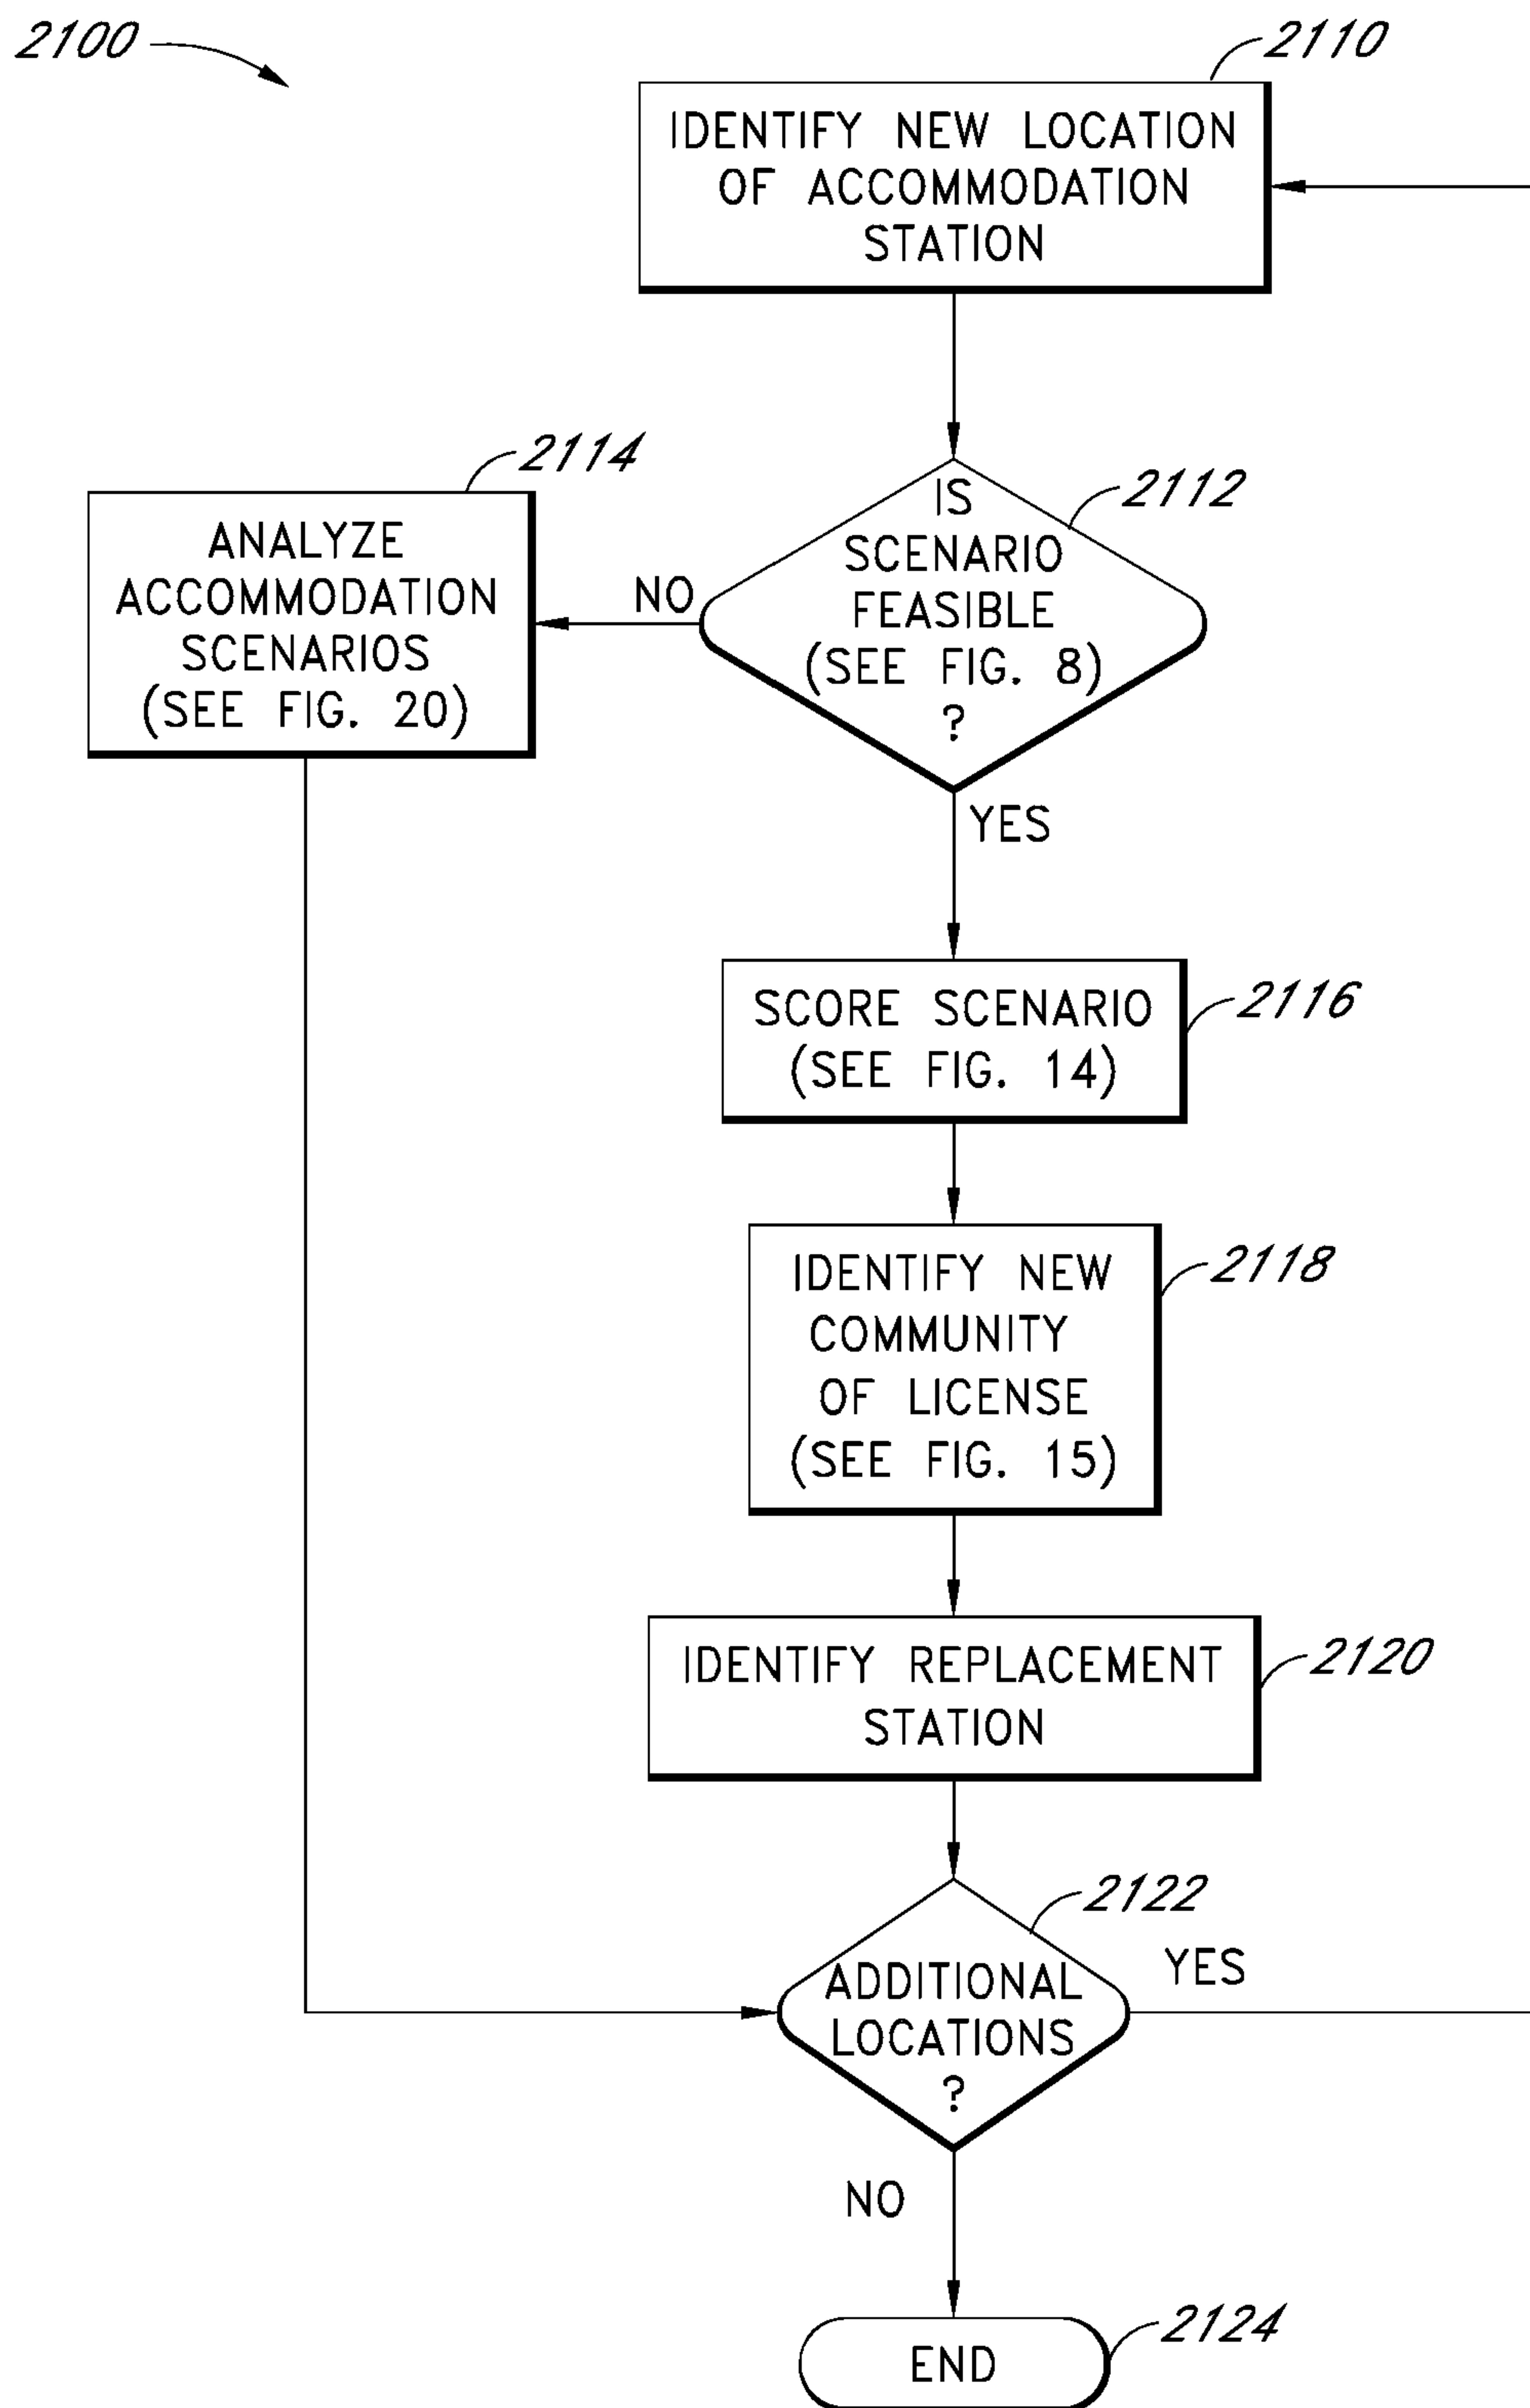 2100
2110
IDENTIFY NEW LOCATION
OF ACCOMMODATION
STATION
2114
ANALYZE
ACCOMMODATION
SCENARIOS
(SEE FIG. 20)
NO
2112
IS
SCENARIO
FEASIBLE
(SEE FIG. 8)
?
YES
2116
SCORE SCENARIO
(SEE FIG. 14)
2118
IDENTIFY NEW
COMMUNITY
OF LICENSE
(SEE FIG. 15)
2120
IDENTIFY REPLACEMENT
STATION
2122
ADDITIONAL
LOCATIONS
?
YES
NO
2124
END